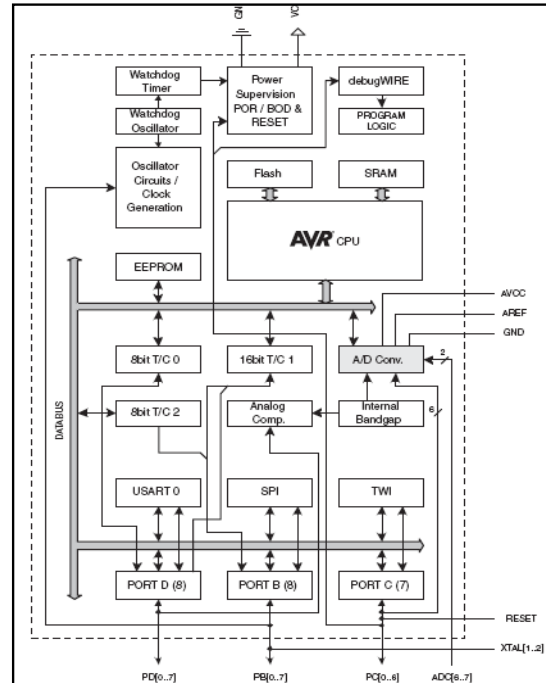 GN
VC
Watchdog
Timer
Power
Supervision
POR / BOD &
RESET
debugWIRE
Watchdog
Oscillator
PROGRAM
LOGIC
Oscillator
Circuits /
Clock
Generation
Flash
SRAM
AVR CPU
EEPROM
AVCC
AREF
GND
8bit T/C 0
16bit T/C 1
A/D Conv.
2
DATABUS
8bit T/C 2
Analog
Comp.
Internal
Bandgap
6
USART 0
SPI
TWI
PORT D (8)
PORT B (8)
PORT C (7)
RESET
XTAL[1..2]
PD[0..7]
PB[0..7]
PC[0..6]
ADC[6..7]